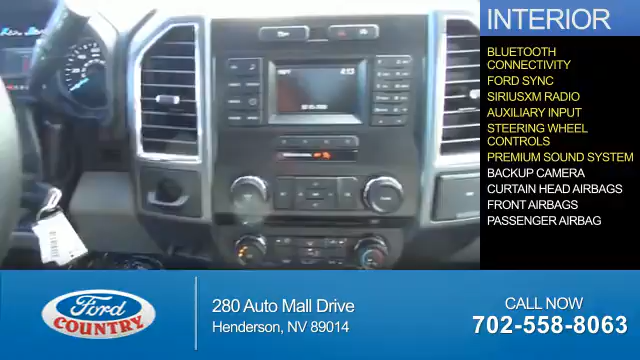 INTERIOR
BLUETOOTH
CONNECTIVITY
FORD SYNC
SIRIUSXM RADIO
AUXILIARY INPUT
STEERING WHEEL
CONTROLS
PREMIUM SOUND SYSTEM
BACKUP CAMERA
CURTAIN HEAD AIRBAGS
FRONT AIRBAGS
PASSENGER AIRBAG
2:13
Ford
COUNTRY
280 Auto Mall Drive
Henderson, NV 89014
CALL NOW
702-558-8063